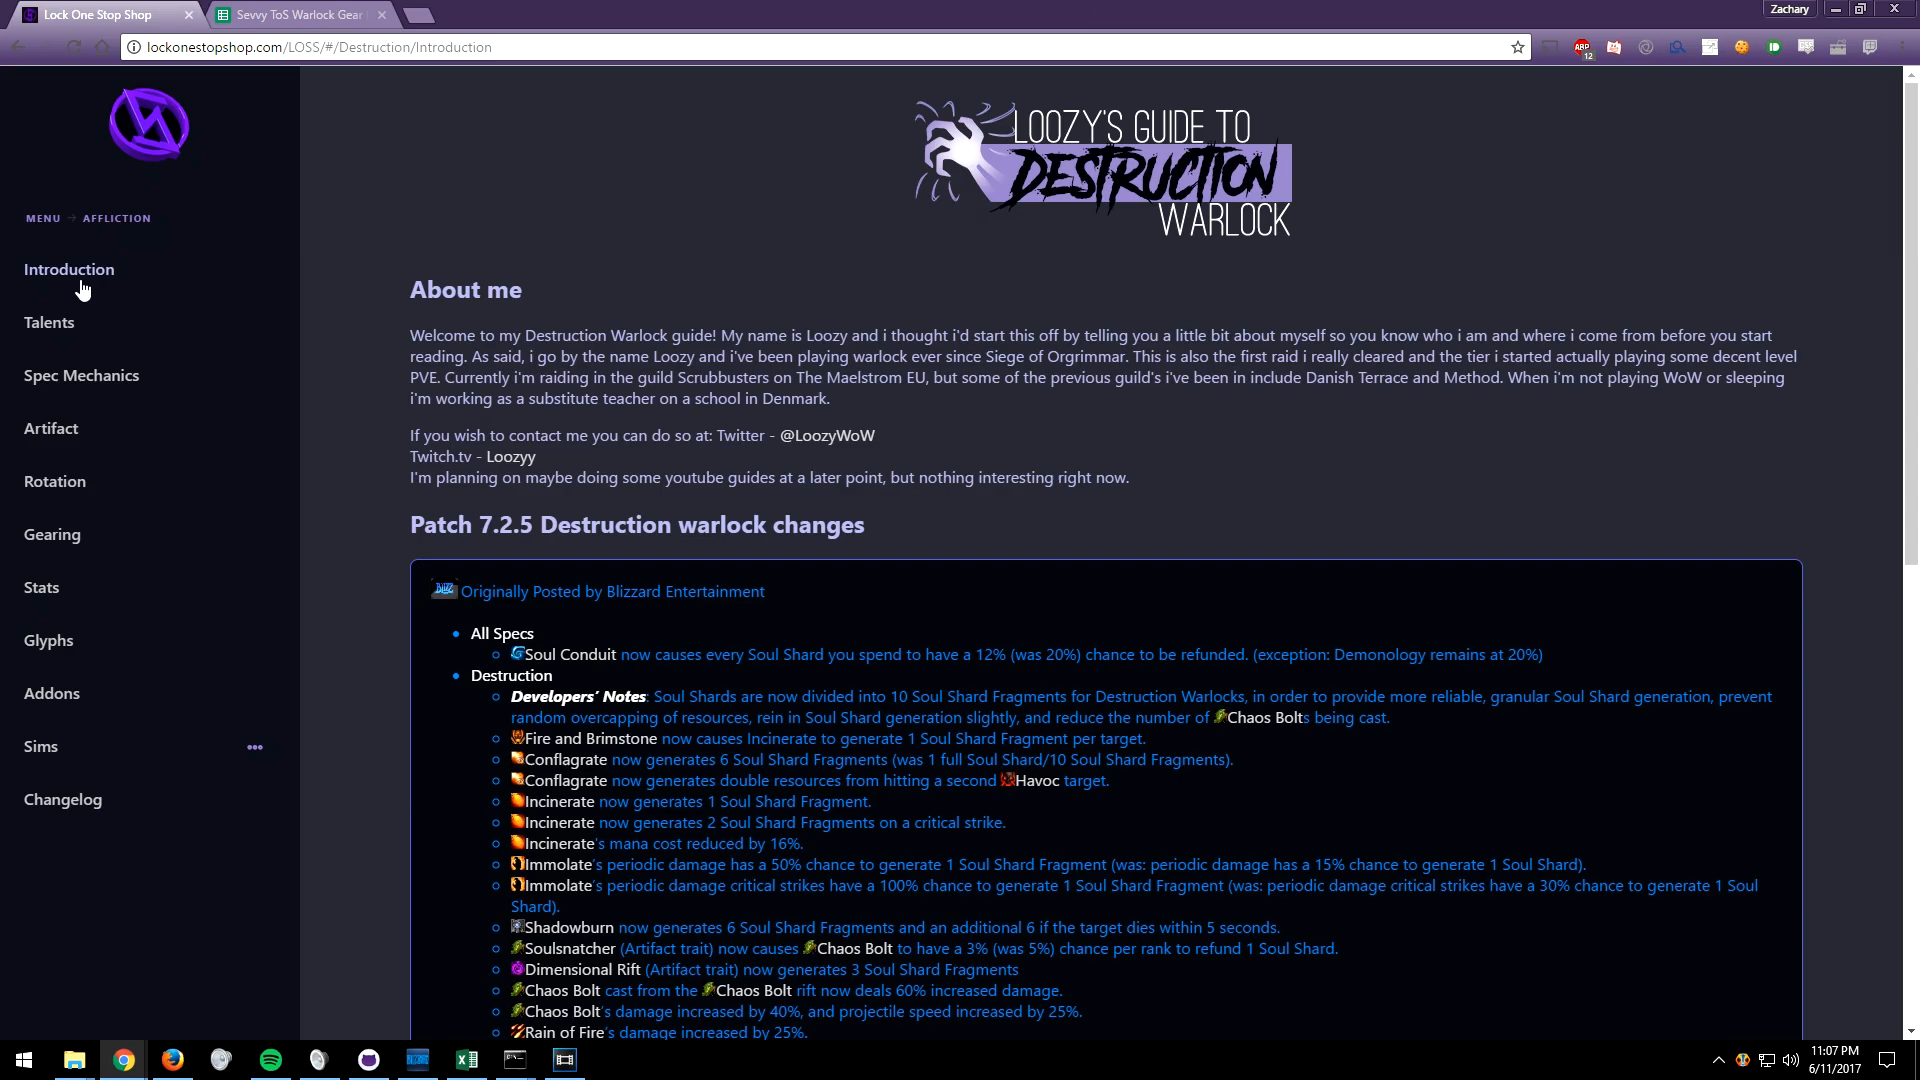 Lock One Stop Shop
Sevvy ToS Warlock Gear
Zachary
lockonestopshop.com/LOSS/#/Destruction/Introduction
ABP
12
LOOZY'S GUIDE TO
DESTRUCTION
WARLOCK
MENU → AFFLICTION
Introduction
Talents
Spec Mechanics
Artifact
Rotation
Gearing
Stats
Glyphs
Addons
Sims
Changelog
About me
Welcome to my Destruction Warlock guide! My name is Loozy and i thought i'd start this off by telling you a little bit about myself so you know who i am and where i come from before you start
reading. As said, i go by the name Loozy and i've been playing warlock ever since Siege of Orgrimmar. This is also the first raid i really cleared and the tier i started actually playing some decent level
PVE. Currently i'm raiding in the guild Scrubbusters on The Maelstrom EU, but some of the previous guild's i've been in include Danish Terrace and Method. When i'm not playing WoW or sleeping
i'm working as a substitute teacher on a school in Denmark.
If you wish to contact me you can do so at: Twitter - @LoozyWoW
Twitch.tv - Loozyy
I'm planning on maybe doing some youtube guides at a later point, but nothing interesting right now.
Patch 7.2.5 Destruction warlock changes
Originally Posted by Blizzard Entertainment
All Specs
Soul Conduit now causes every Soul Shard you spend to have a 12% (was 20%) chance to be refunded. (exception: Demonology remains at 20%)
Destruction
Developers' Notes: Soul Shards are now divided into 10 Soul Shard Fragments for Destruction Warlocks, in order to provide more reliable, granular Soul Shard generation, prevent
random overcapping of resources, rein in Soul Shard generation slightly, and reduce the number of Chaos Bolts being cast.
Fire and Brimstone now causes Incinerate to generate 1 Soul Shard Fragment per target.
Conflagrate now generates 6 Soul Shard Fragments (was 1 full Soul Shard/10 Soul Shard Fragments).
Conflagrate now generates double resources from hitting a second Havoc target.
Incinerate now generates 1 Soul Shard Fragment.
Incinerate now generates 2 Soul Shard Fragments on a critical strike.
Incinerate's mana cost reduced by 16%.
Immolate's periodic damage has a 50% chance to generate 1 Soul Shard Fragment (was: periodic damage has a 15% chance to generate 1 Soul Shard).
Immolate's periodic damage critical strikes have a 100% chance to generate 1 Soul Shard Fragment (was: periodic damage critical strikes have a 30% chance to generate 1 Soul
Shard).
Shadowburn now generates 6 Soul Shard Fragments and an additional 6 if the target dies within 5 seconds.
Soulsnatcher (Artifact trait) now causes Chaos Bolt to have a 3% (was 5%) chance per rank to refund 1 Soul Shard.
Dimensional Rift (Artifact trait) now generates 3 Soul Shard Fragments
Chaos Bolt cast from the Chaos Bolt rift now deals 60% increased damage.
Chaos Bolt's damage increased by 40%, and projectile speed increased by 25%.
Rain of Fire's damage increased by 25%.
11:07 PM
6/11/2017